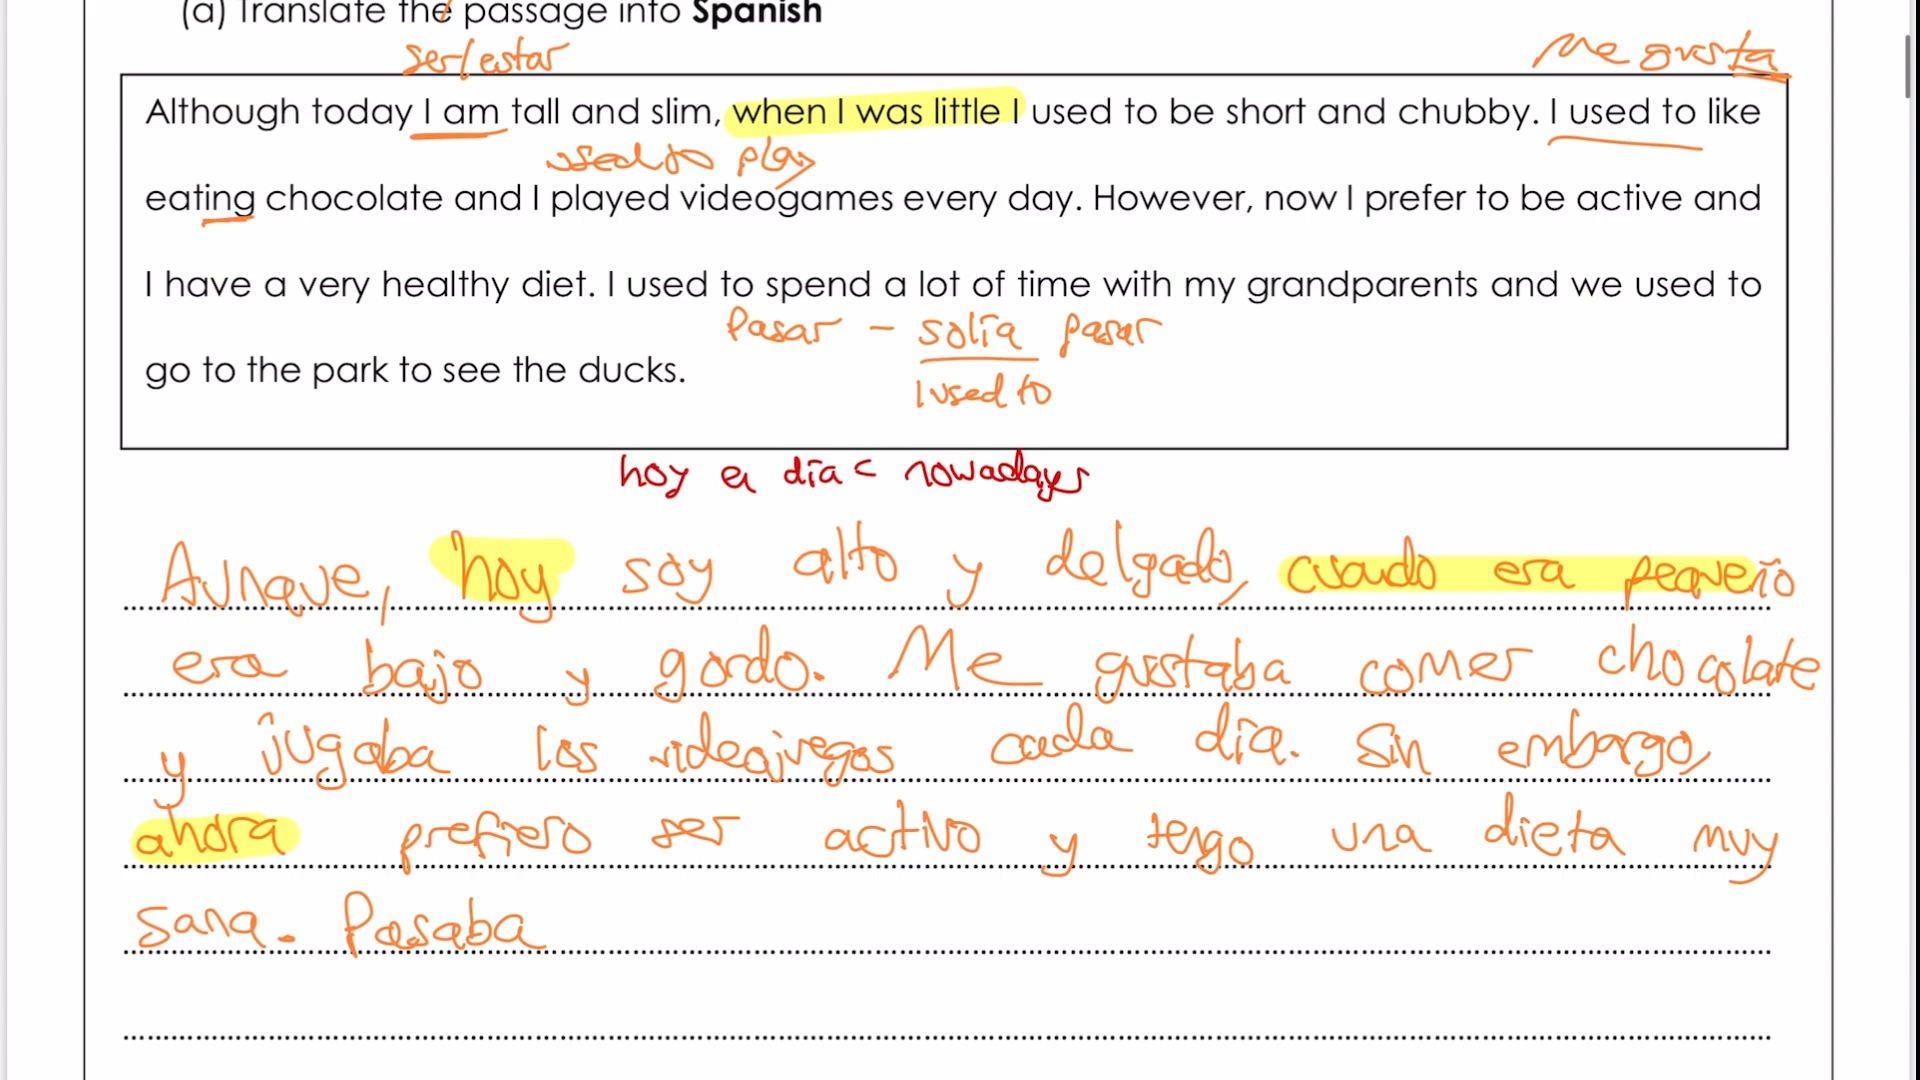 (a) Translate the passage into Spanish
ser/estar
Me gusta
Although today I am tall and slim, when I was little I used to be short and chubby. I used to like
used to play
eating chocolate and I played videogames every day. However, now I prefer to be active and
I have a very healthy diet. I used to spend a lot of time with my grandparents and we used to
Pasar - solía pasar
go to the park to see the ducks.
I used to
hoy en día = nowadays
Aunque, hoy soy alto y delgado, cuando era pequeño
era bajo y gordo. Me gustaba comer chocolate
y jugaba los videojuegos cada día. Sin embargo,
ahora prefiero ser activo y tengo una dieta muy
sana. Pasaba